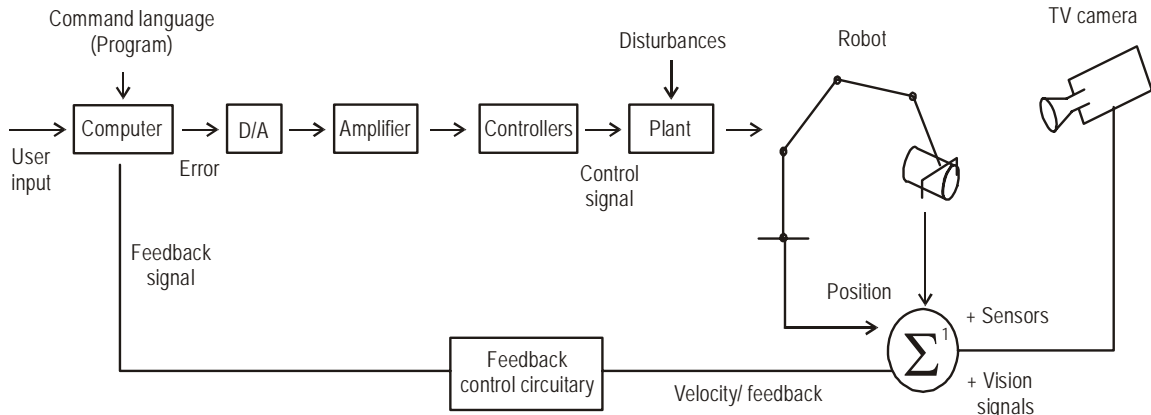 Command language
(Program)
TV camera
Disturbances
Robot
Computer
D/A
Amplifier
Controllers
Plant
User
input
Error
Control
signal
Feedback
signal
Position
+ Sensors
Σ¹
+ Vision
signals
Feedback
control circuitary
Velocity/ feedback